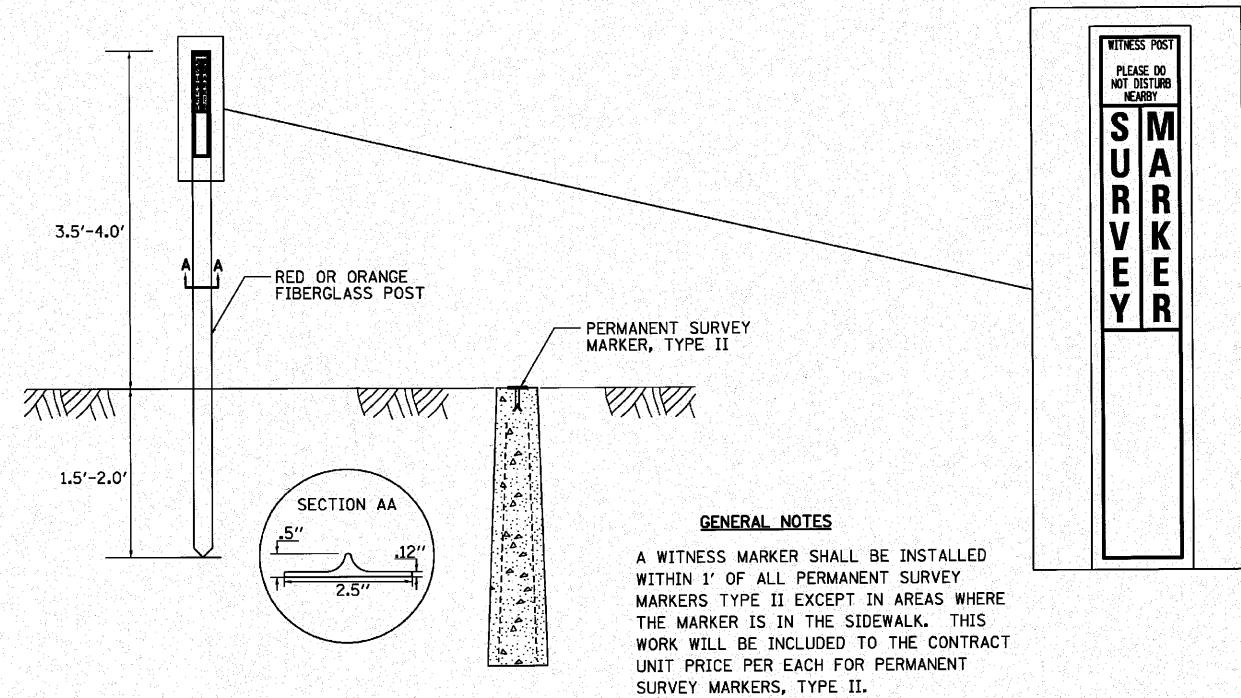 3.5'-4.0'
A A
RED OR ORANGE
FIBERGLASS POST
PERMANENT SURVEY
MARKER, TYPE II
1.5'-2.0'
SECTION AA
.5"
.12"
2.5"
WITNESS POST
PLEASE DO
NOT DISTURB
NEARBY
SURVEY
MARKER
GENERAL NOTES
A WITNESS MARKER SHALL BE INSTALLED
WITHIN 1' OF ALL PERMANENT SURVEY
MARKERS TYPE II EXCEPT IN AREAS WHERE
THE MARKER IS IN THE SIDEWALK. THIS
WORK WILL BE INCLUDED TO THE CONTRACT
UNIT PRICE PER EACH FOR PERMANENT
SURVEY MARKERS, TYPE II.